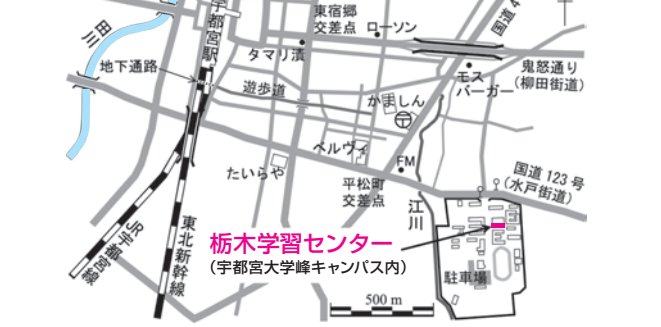 田川
宇都宮駅
東宿郷
交差点
ローソン
国道4
タマリ漬
地下通路
遊歩道
かましん
モス
バーガー
鬼怒通り
(柳田街道)
ベルヴィ
FM
たいらや
平松町
交差点
国道 123 号
(水戸街道)
江川
JR宇都宮線
東北新幹線
栃木学習センター
(宇都宮大学峰キャンパス内)
駐車場
500 m